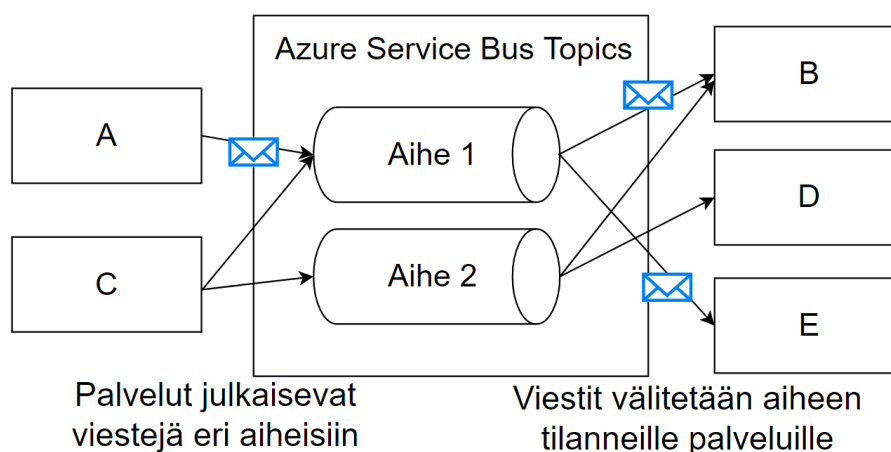 Azure Service Bus Topics
A
Aihe 1
B
C
Aihe 2
D
E
Palvelut julkaisevat
viestejä eri aiheisiin
Viestit välitetään aiheen
tilanneille palveluille